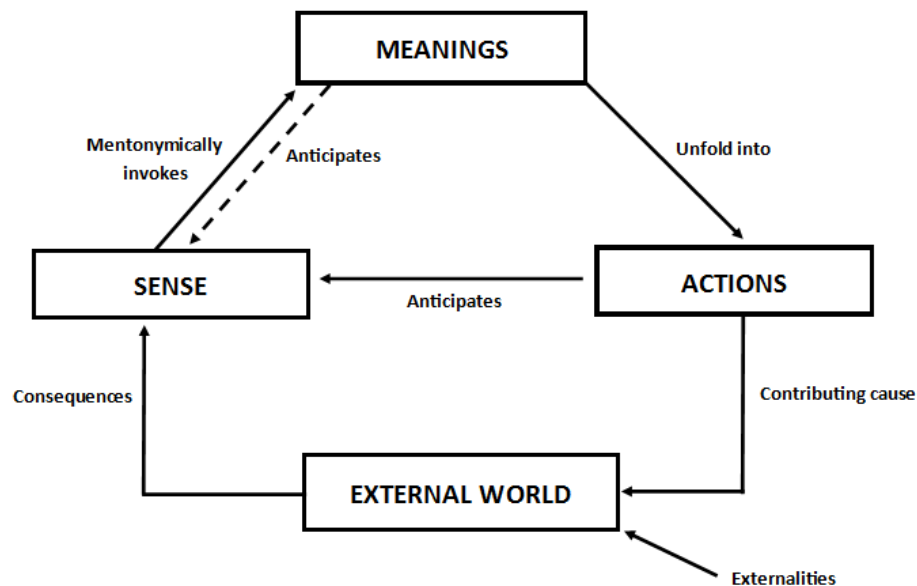 MEANINGS
Mentonymically
invokes
Anticipates
Unfold into
SENSE
Anticipates
ACTIONS
Consequences
Contributing cause
EXTERNAL WORLD
Externalities